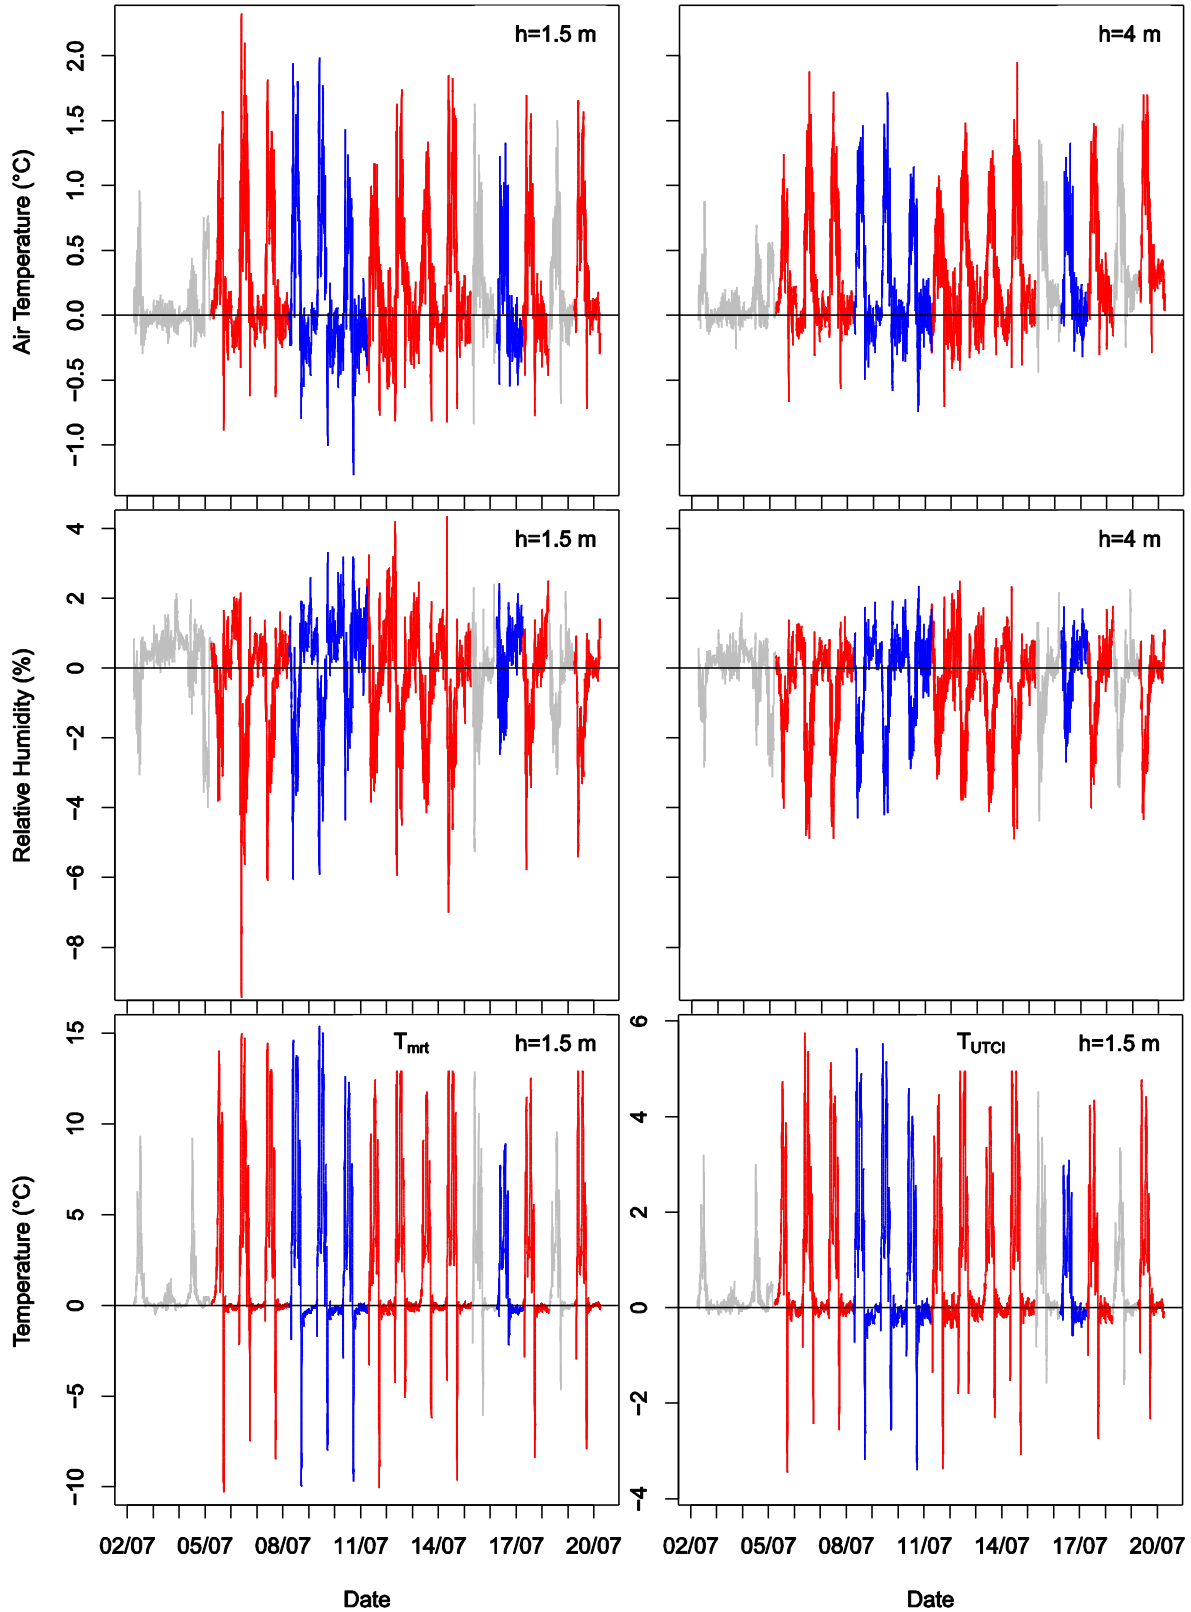 h=1.5 m
h=4 m
Air Temperature (°C)
2.0
1.5
1.0
0.5
0.0
−0.5
−1.0
h=1.5 m
h=4 m
Relative Humidity (%)
4
2
0
−2
−4
−6
−8
Tmrt h=1.5 m
TUTCI h=1.5 m
Temperature (°C)
15
10
5
0
−5
−10
6
4
2
0
−2
−4
02/07 05/07 08/07 11/07 14/07 17/07 20/07
02/07 05/07 08/07 11/07 14/07 17/07 20/07
Date
Date